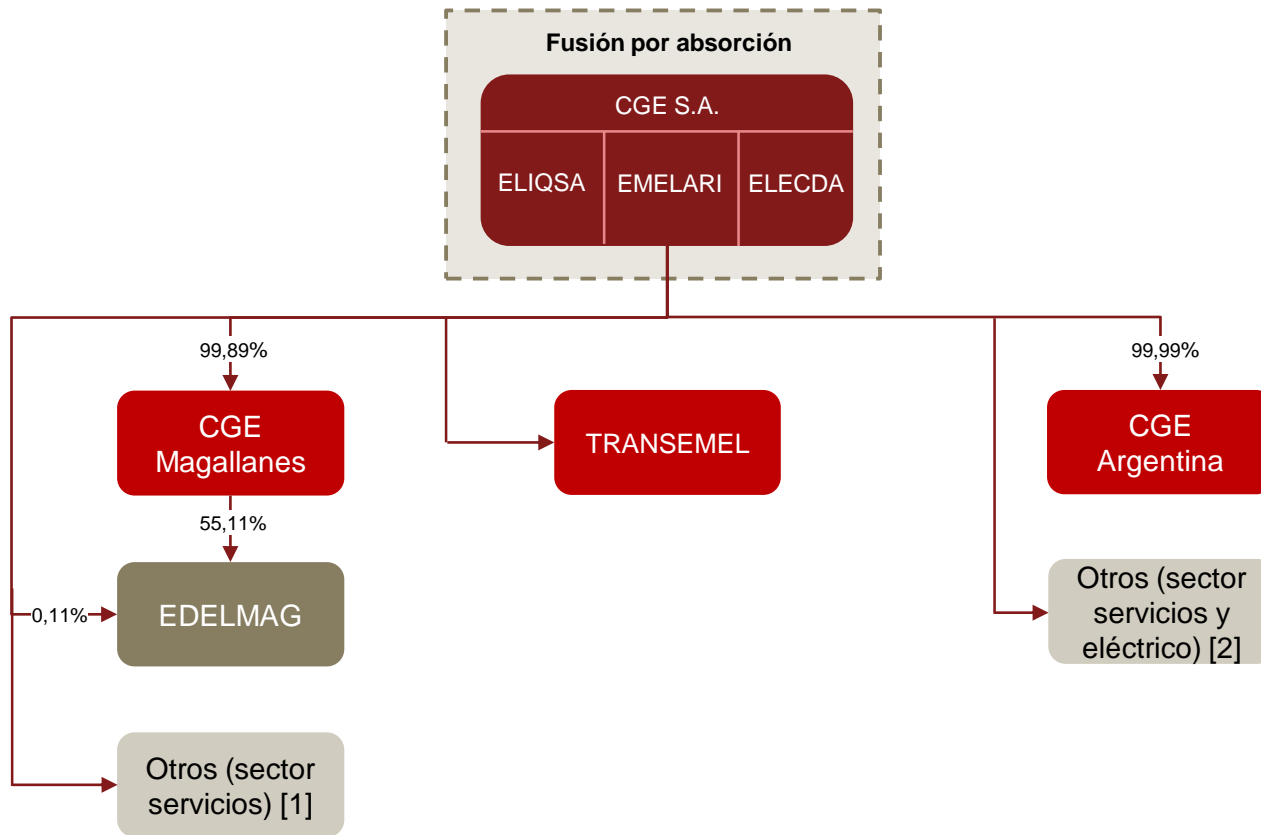 Fusión por absorción
CGE S.A.
ELIQSA
EMELARI
ELECDA
99,89%
99,99%
CGE
Magallanes
TRANSEMEL
CGE
Argentina
55,11%
0,11%
EDELMAG
Otros (sector
servicios y
eléctrico) [2]
Otros (sector
servicios) [1]